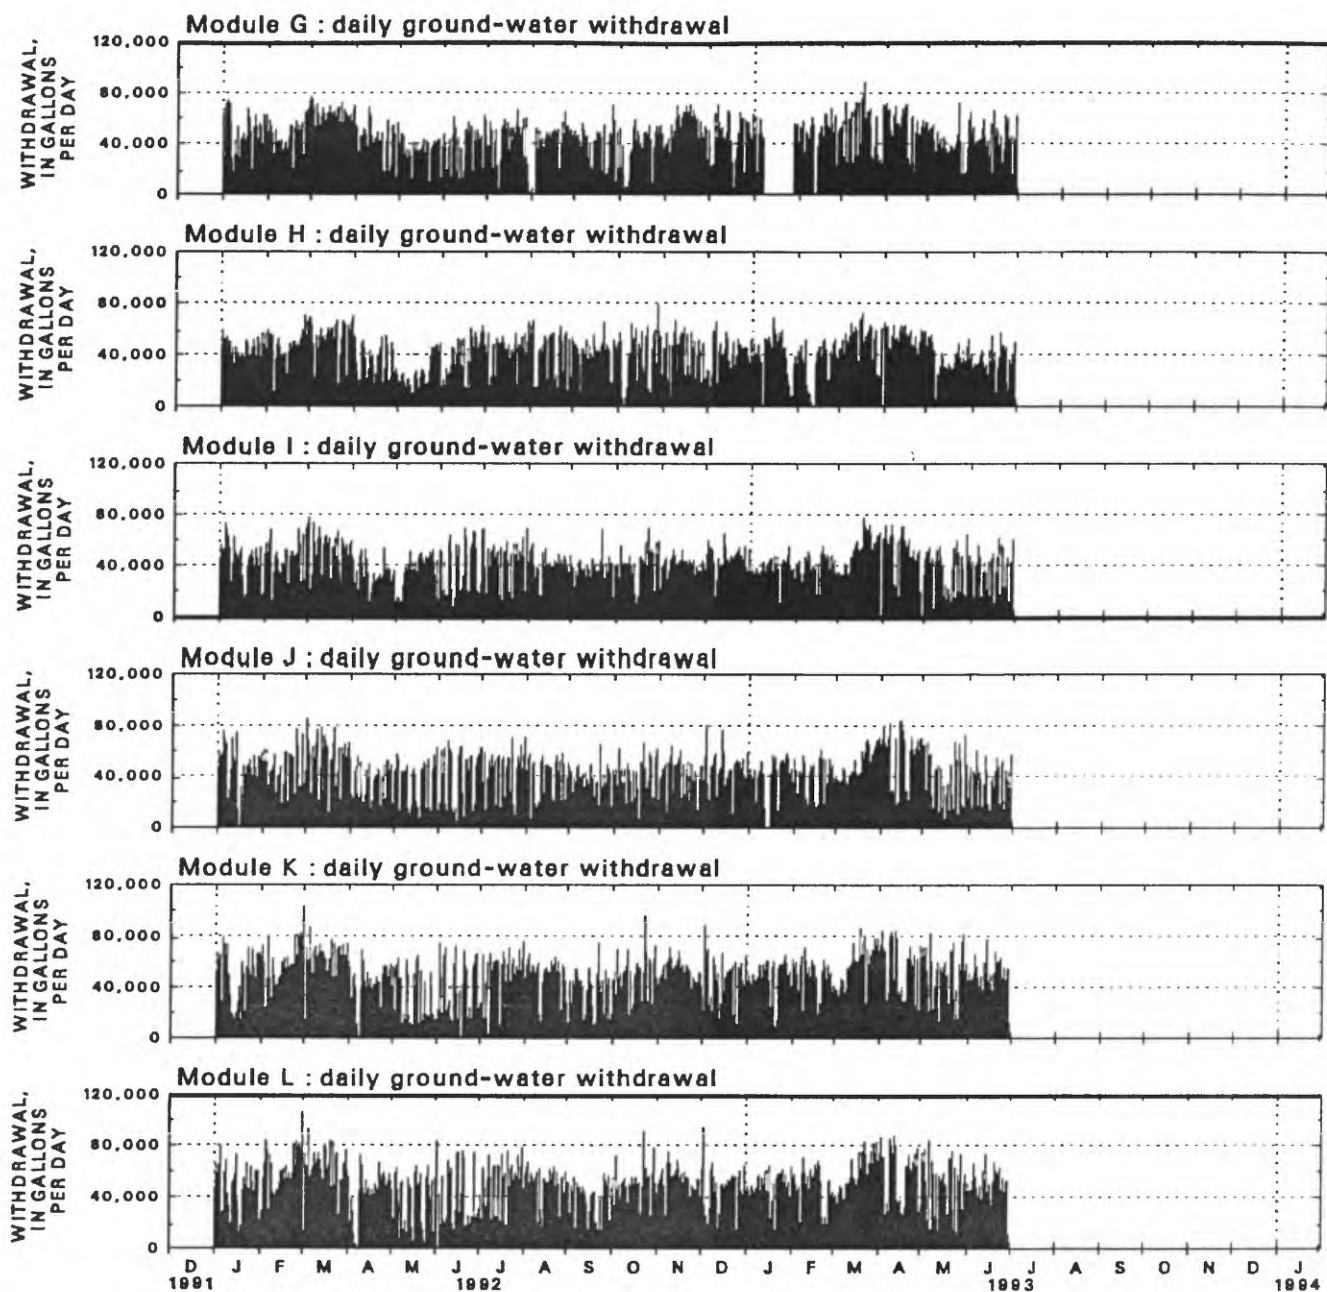 Module G : daily ground-water withdrawal
WITHDRAWAL,
IN GALLONS
PER DAY
120,000
80,000
40,000
0
Module H : daily ground-water withdrawal
WITHDRAWAL,
IN GALLONS
PER DAY
120,000
80,000
40,000
0
Module I : daily ground-water withdrawal
WITHDRAWAL,
IN GALLONS
PER DAY
120,000
80,000
40,000
0
Module J : daily ground-water withdrawal
WITHDRAWAL,
IN GALLONS
PER DAY
120,000
80,000
40,000
0
Module K : daily ground-water withdrawal
WITHDRAWAL,
IN GALLONS
PER DAY
120,000
80,000
40,000
0
Module L : daily ground-water withdrawal
WITHDRAWAL,
IN GALLONS
PER DAY
120,000
80,000
40,000
0
D J F M A M J J A S O N D J F M A M J J A S O N D J
1991 1992 1993 1994